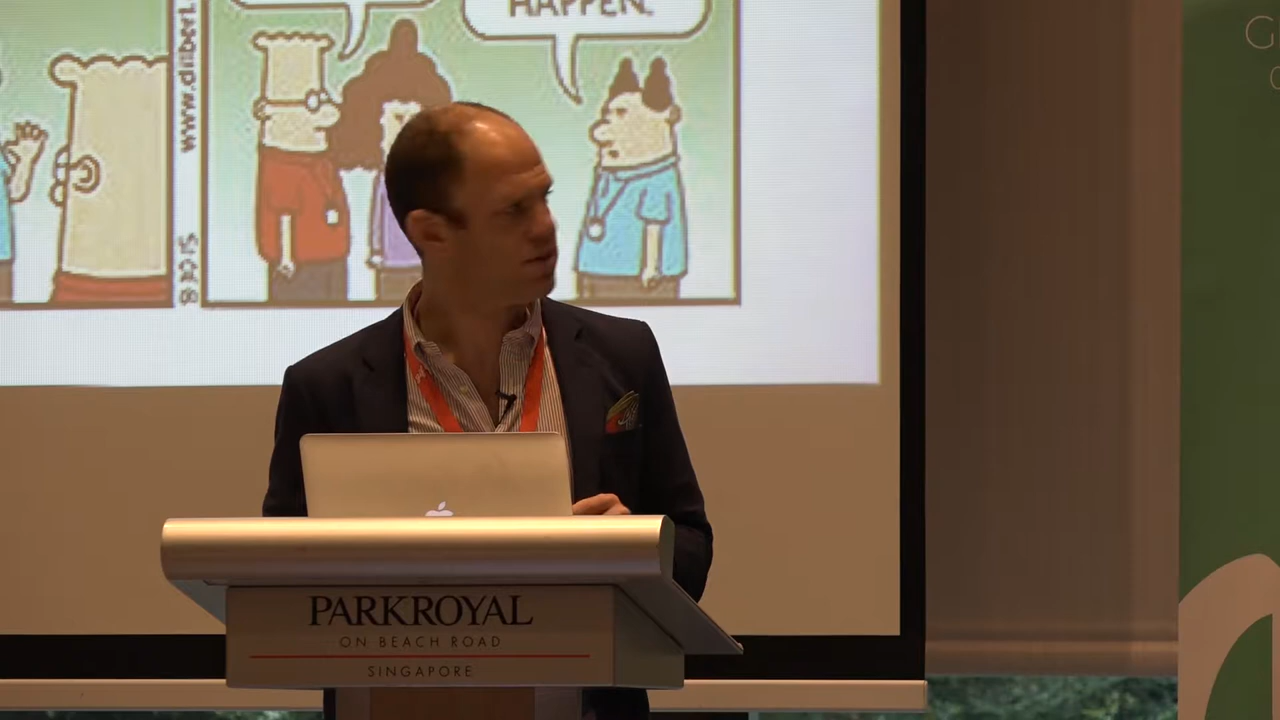 HAPPEN.
www.dilbert.
PARKROYAL
ON BEACH ROAD
SINGAPORE